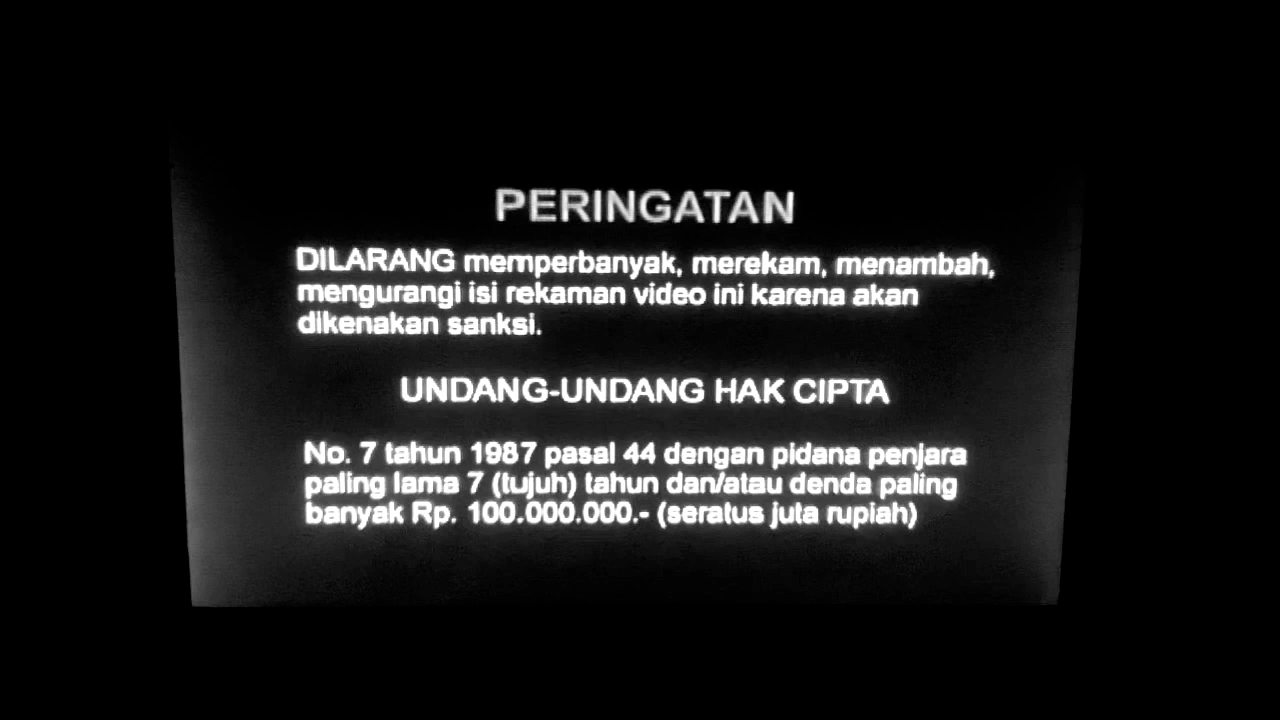 PERINGATAN
DILARANG memperbanyak, merekam, menambah,
mengurangi isi rekaman video ini karena akan
dikenakan sanksi.
UNDANG-UNDANG HAK CIPTA
No. 7 tahun 1987 pasal 44 dengan pidana penjara
paling lama 7 (tujuh) tahun dan/atau denda paling
banyak Rp. 100.000.000.- (seratus juta rupiah)